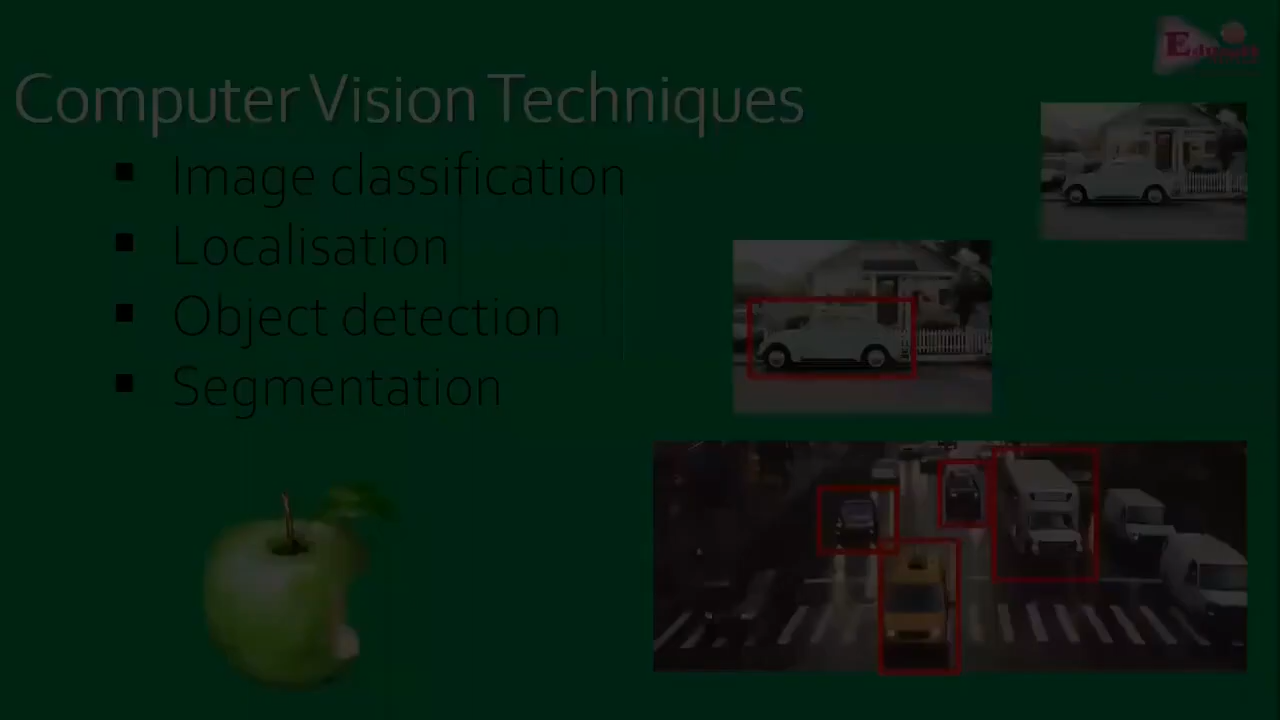 Computer Vision Techniques
Image classification
Localisation
Object detection
Segmentation